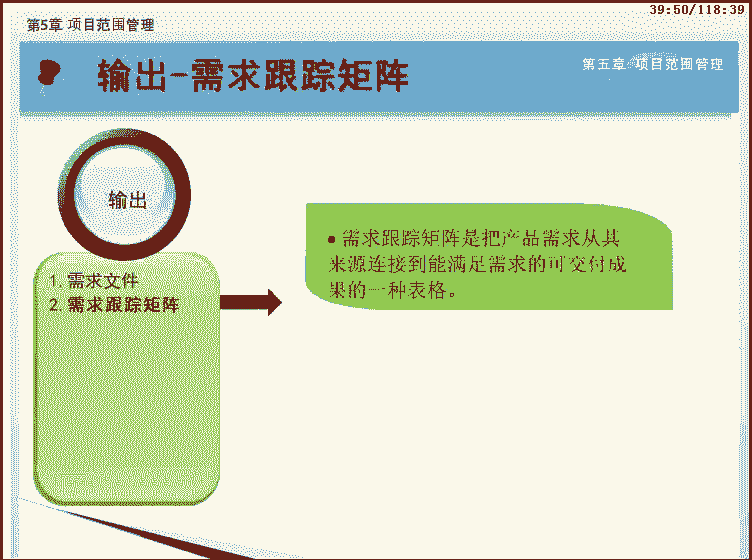 39:50/118:39
第5章 项目范围管理
输出-需求跟踪矩阵
第五章 项目范围管理
输出
1. 需求文件
2. 需求跟踪矩阵
● 需求跟踪矩阵是把产品需求从其
来源连接到能满足需求的可交付成
果的一种表格。